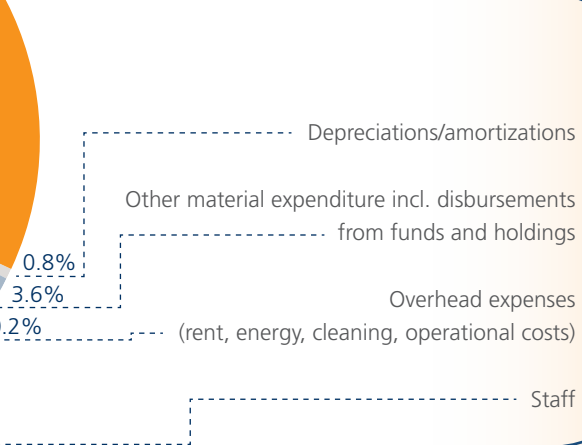 Depreciations/amortizations
Other material expenditure incl. disbursements
from funds and holdings
0.8%
3.6%
Overhead expenses
.2%
(rent, energy, cleaning, operational costs)
Staff